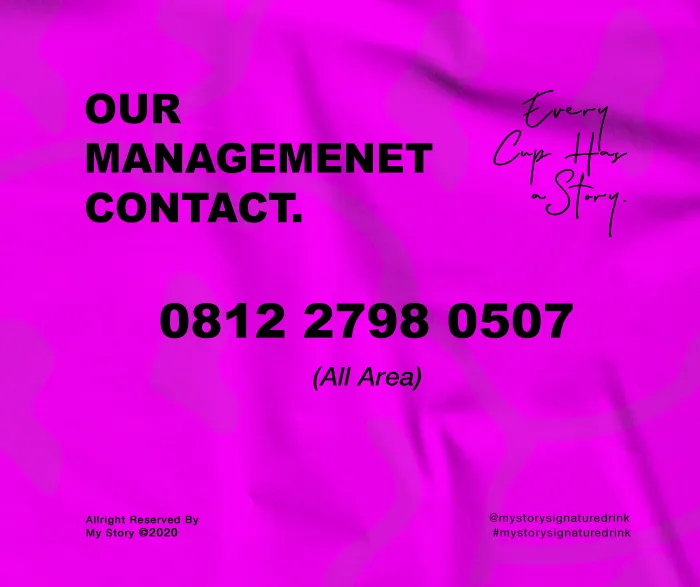 OUR
MANAGEMENET
CONTACT.
Every
Cup Has
a Story.
0812 2798 0507
(All Area)
Allright Reserved By
My Story ©2020
@mystorysignaturedrink
#mystorysignaturedrink